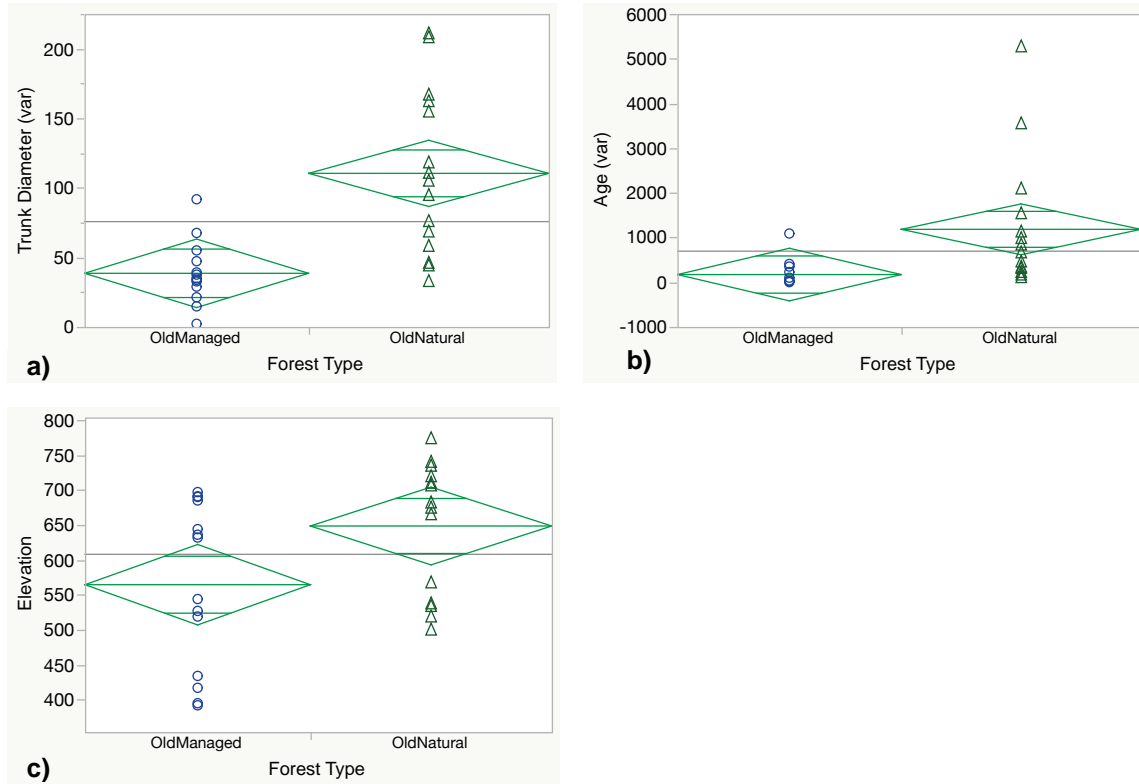 Trunk Diameter (var)
200
150
100
50
0
OldManaged OldNatural
Forest Type
a)
Age (var)
6000
5000
4000
3000
2000
1000
0
-1000
OldManaged OldNatural
Forest Type
b)
Elevation
800
750
700
650
600
550
500
450
400
OldManaged OldNatural
Forest Type
c)